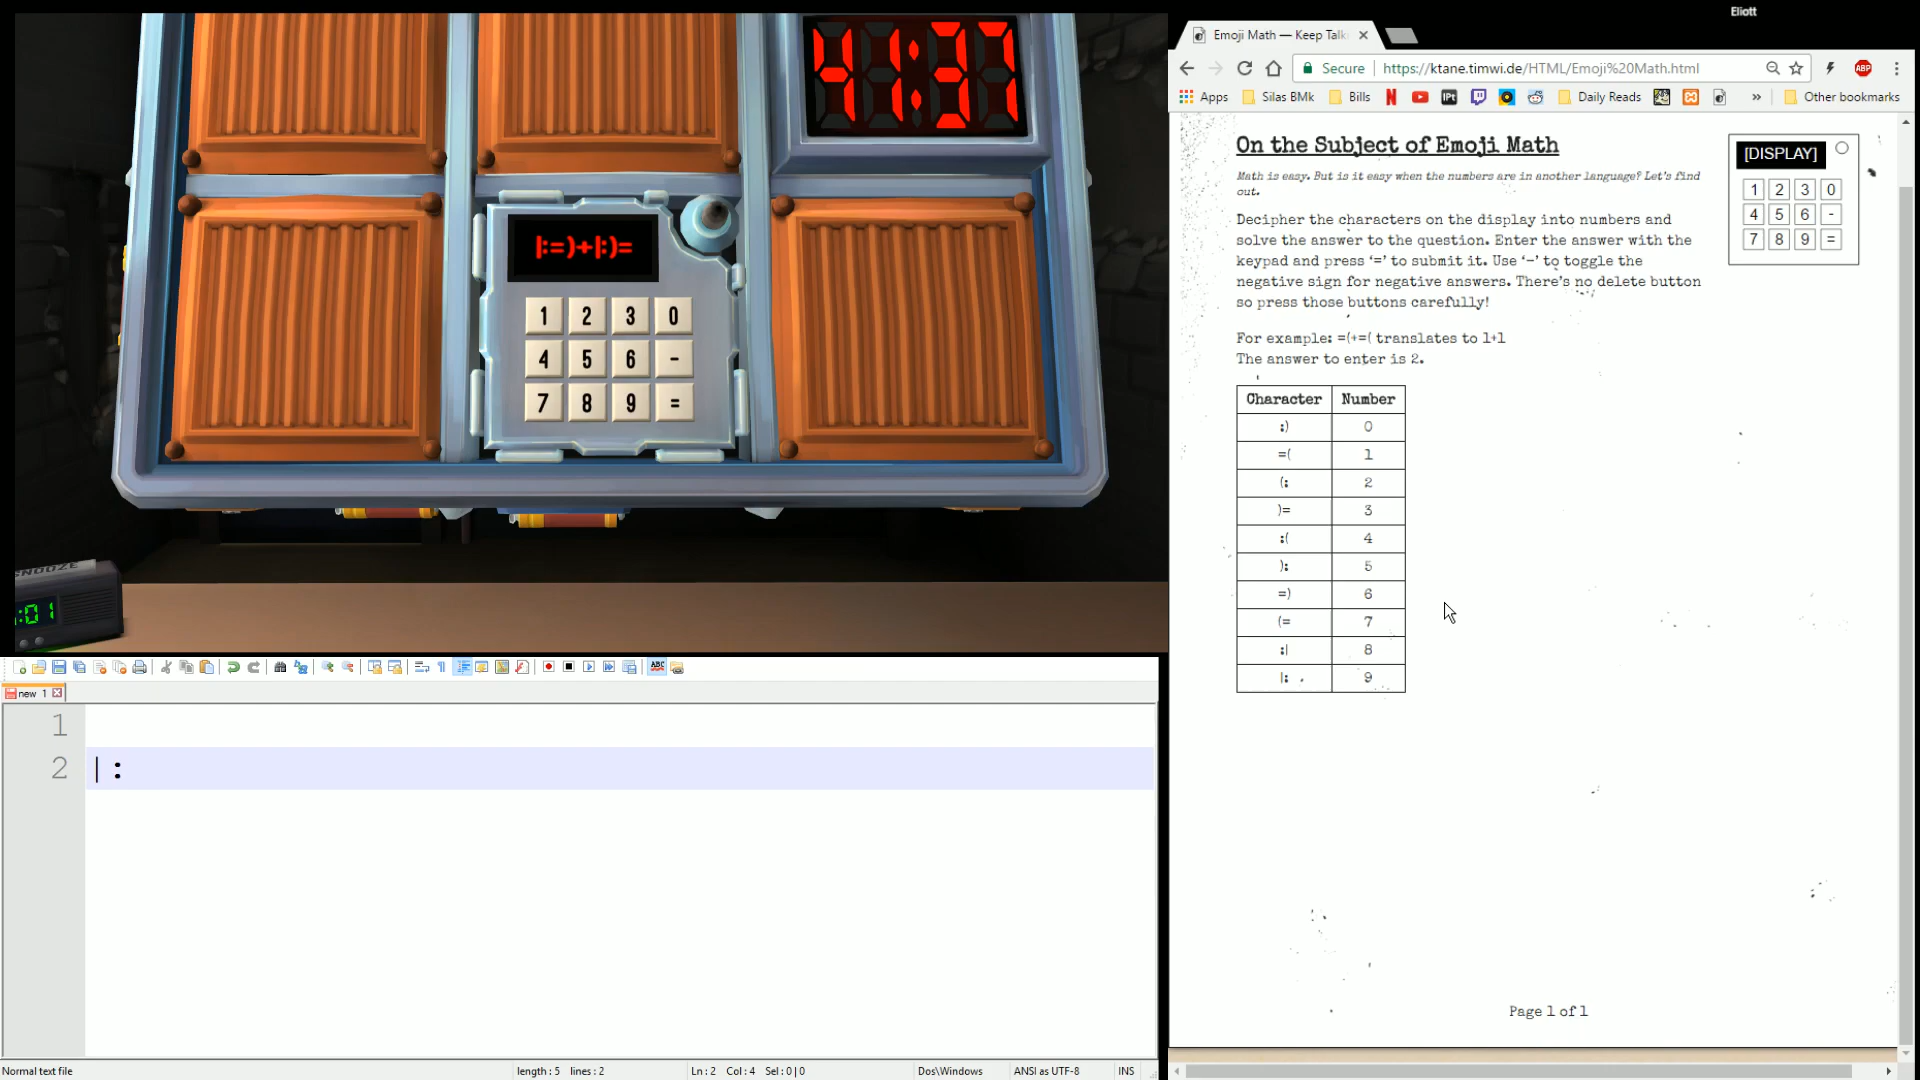 Eliott
41:37
|:=)+|:)=
1 2 3 0
4 5 6 -
7 8 9 =
SNOOZE
:01
new 1
1
2 |:
Normal text file
length : 5 lines : 2
Ln : 2 Col : 4 Sel : 0 | 0
Dos\Windows
ANSI as UTF-8
INS
Emoji Math — Keep Talk
Secure
https://ktane.timwi.de/HTML/Emoji%20Math.html
ABP
Apps
Silas BMk
Bills
Daily Reads
»
Other bookmarks
On the Subject of Emoji Math
Math is easy. But is it easy when the numbers are in another language? Let's find
out.
Decipher the characters on the display into numbers and
solve the answer to the question. Enter the answer with the
keypad and press ‘=’ to submit it. Use ‘-’ to toggle the
negative sign for negative answers. There's no delete button
so press those buttons carefully!
For example: =(+=( translates to 1+1
The answer to enter is 2.
[DISPLAY]
1 2 3 0
4 5 6 -
7 8 9 =
Character Number
:) 0
=( 1
(: 2
)= 3
:( 4
): 5
=) 6
(= 7
:| 8
|: 9
Page 1 of 1